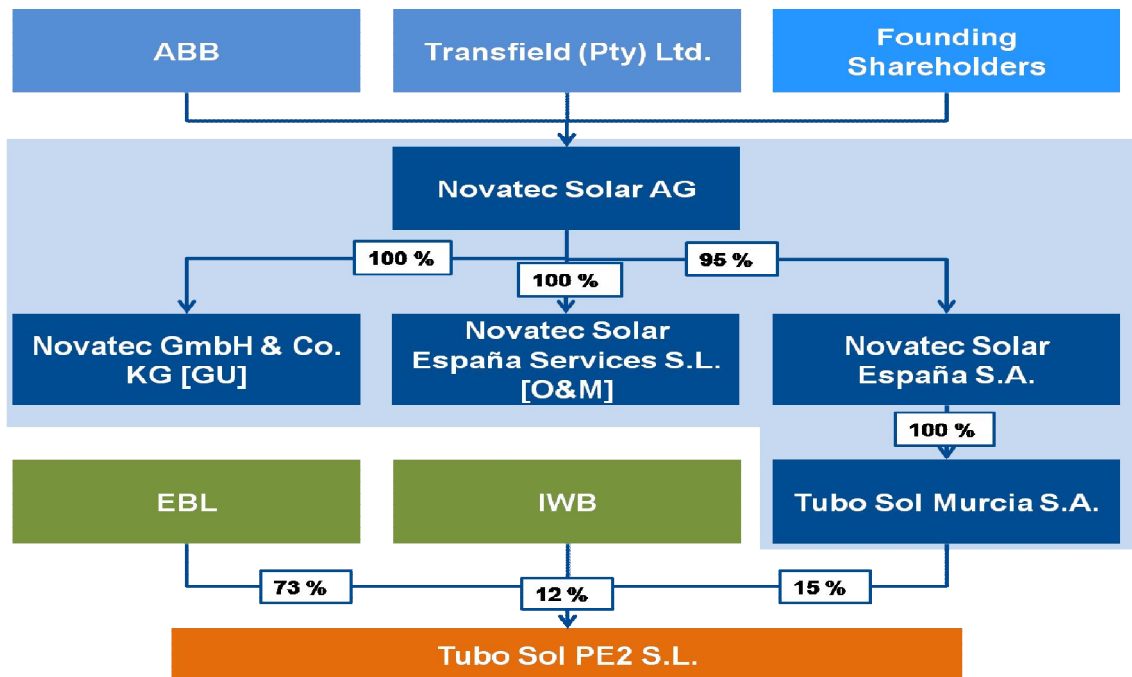 ABB
Transfield (Pty) Ltd.
Founding
Shareholders
Novatec Solar AG
100 %
100 %
95 %
Novatec GmbH & Co.
KG [GU]
Novatec Solar
España Services S.L.
[O&M]
Novatec Solar
España S.A.
100 %
EBL
IWB
Tubo Sol Murcia S.A.
73 %
12 %
15 %
Tubo Sol PE2 S.L.